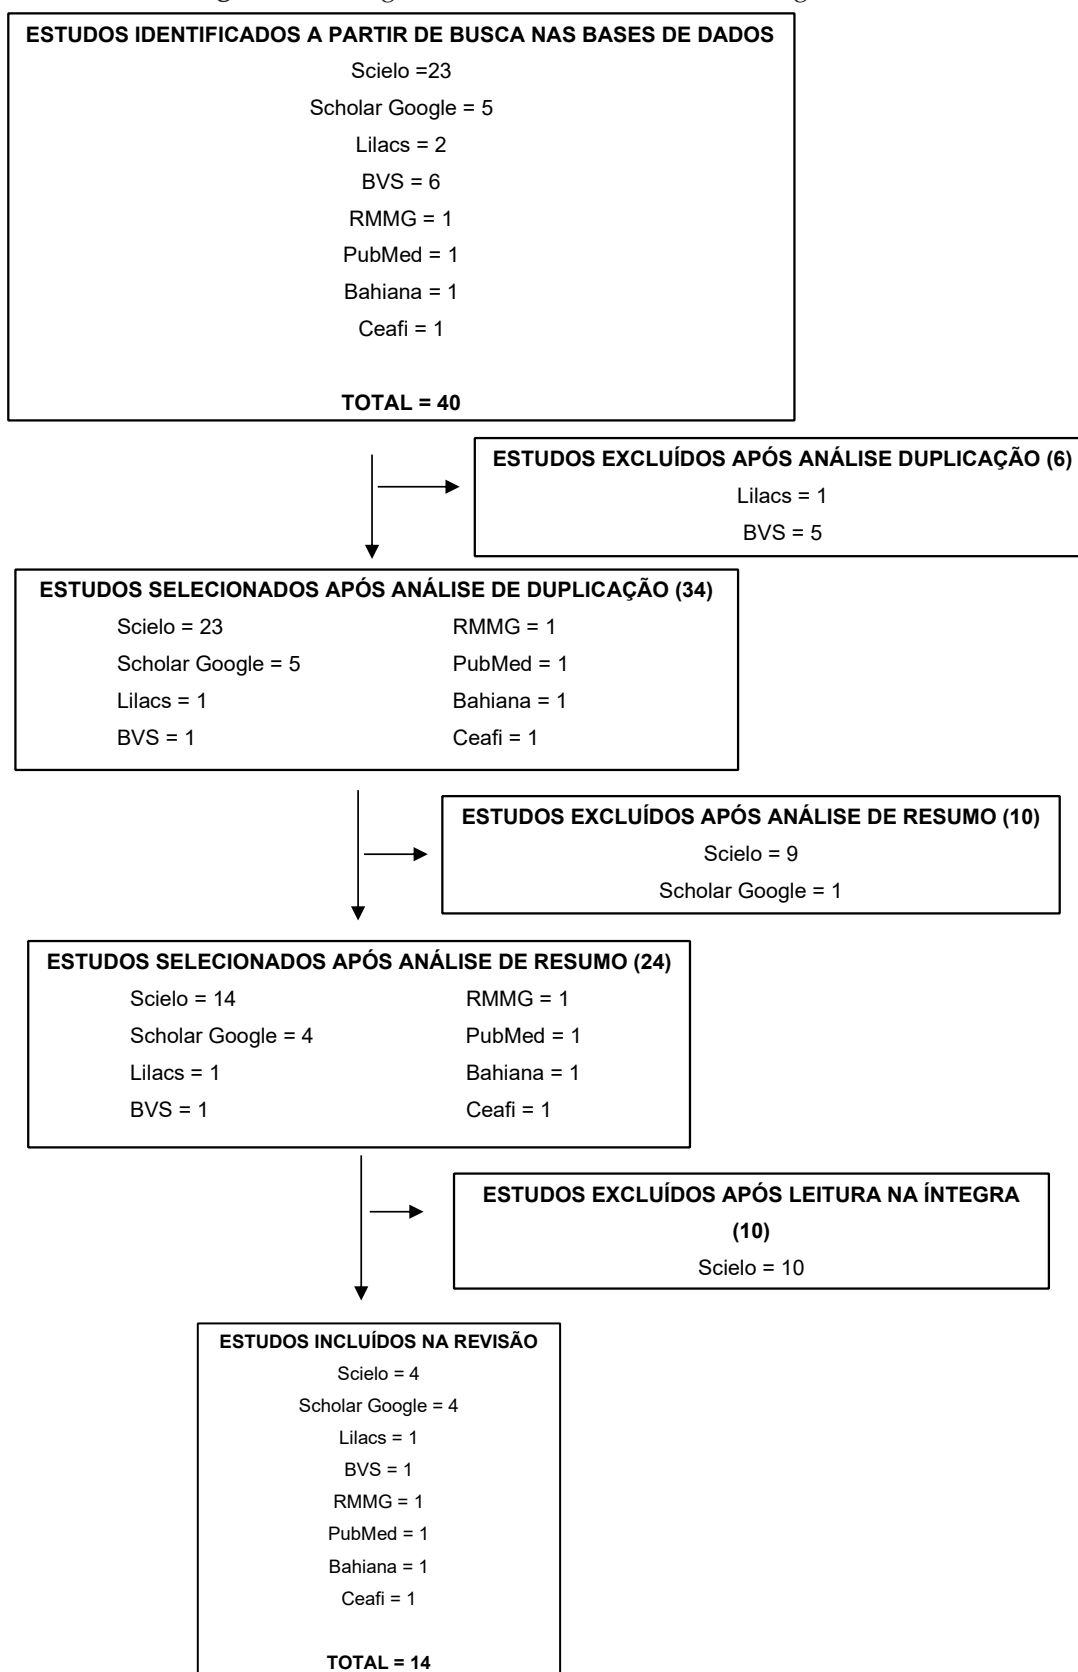 ESTUDOS IDENTIFICADOS A PARTIR DE BUSCA NAS BASES DE DADOS
Scielo =23
Scholar Google = 5
Lilacs = 2
BVS = 6
RMMG = 1
PubMed = 1
Bahiana = 1
Ceafi = 1
TOTAL = 40
ESTUDOS EXCLUÍDOS APÓS ANÁLISE DUPLICAÇÃO (6)
Lilacs = 1
BVS = 5
ESTUDOS SELECIONADOS APÓS ANÁLISE DE DUPLICAÇÃO (34)
Scielo = 23
Scholar Google = 5
Lilacs = 1
BVS = 1
RMMG = 1
PubMed = 1
Bahiana = 1
Ceafi = 1
ESTUDOS EXCLUÍDOS APÓS ANÁLISE DE RESUMO (10)
Scielo = 9
Scholar Google = 1
ESTUDOS SELECIONADOS APÓS ANÁLISE DE RESUMO (24)
Scielo = 14
Scholar Google = 4
Lilacs = 1
BVS = 1
RMMG = 1
PubMed = 1
Bahiana = 1
Ceafi = 1
ESTUDOS EXCLUÍDOS APÓS LEITURA NA ÍNTEGRA
(10)
Scielo = 10
ESTUDOS INCLUÍDOS NA REVISÃO
Scielo = 4
Scholar Google = 4
Lilacs = 1
BVS = 1
RMMG = 1
PubMed = 1
Bahiana = 1
Ceafi = 1
TOTAL = 14